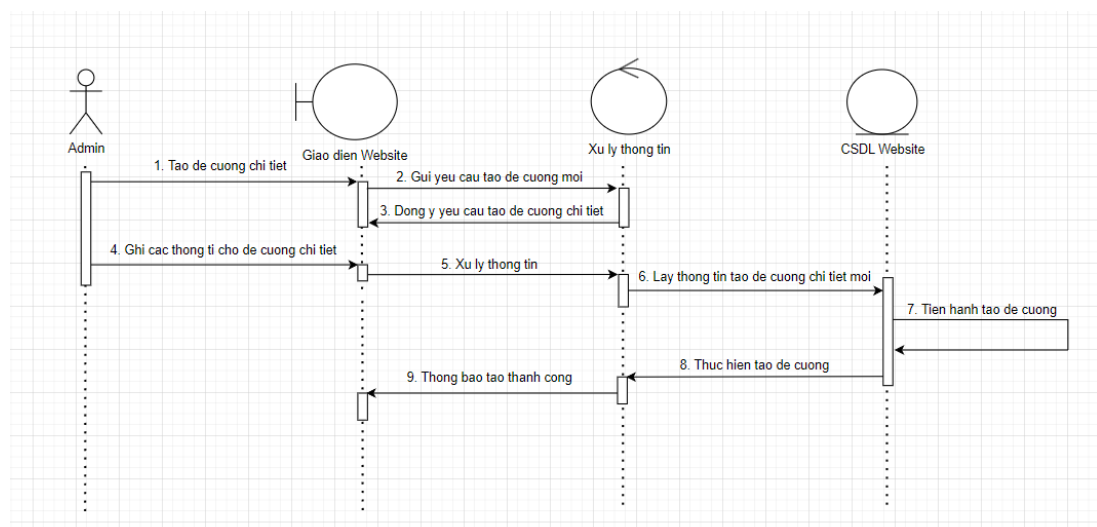 Admin
Giao dien Website
Xu ly thong tin
CSDL Website
1. Tao de cuong chi tiet
2. Gui yeu cau tao de cuong moi
3. Dong y yeu cau tao de cuong chi tiet
4. Ghi cac thong ti cho de cuong chi tiet
5. Xu ly thong tin
6. Lay thong tin tao de cuong chi tiet moi
7. Tien hanh tao de cuong
8. Thuc hien tao de cuong
9. Thong bao tao thanh cong